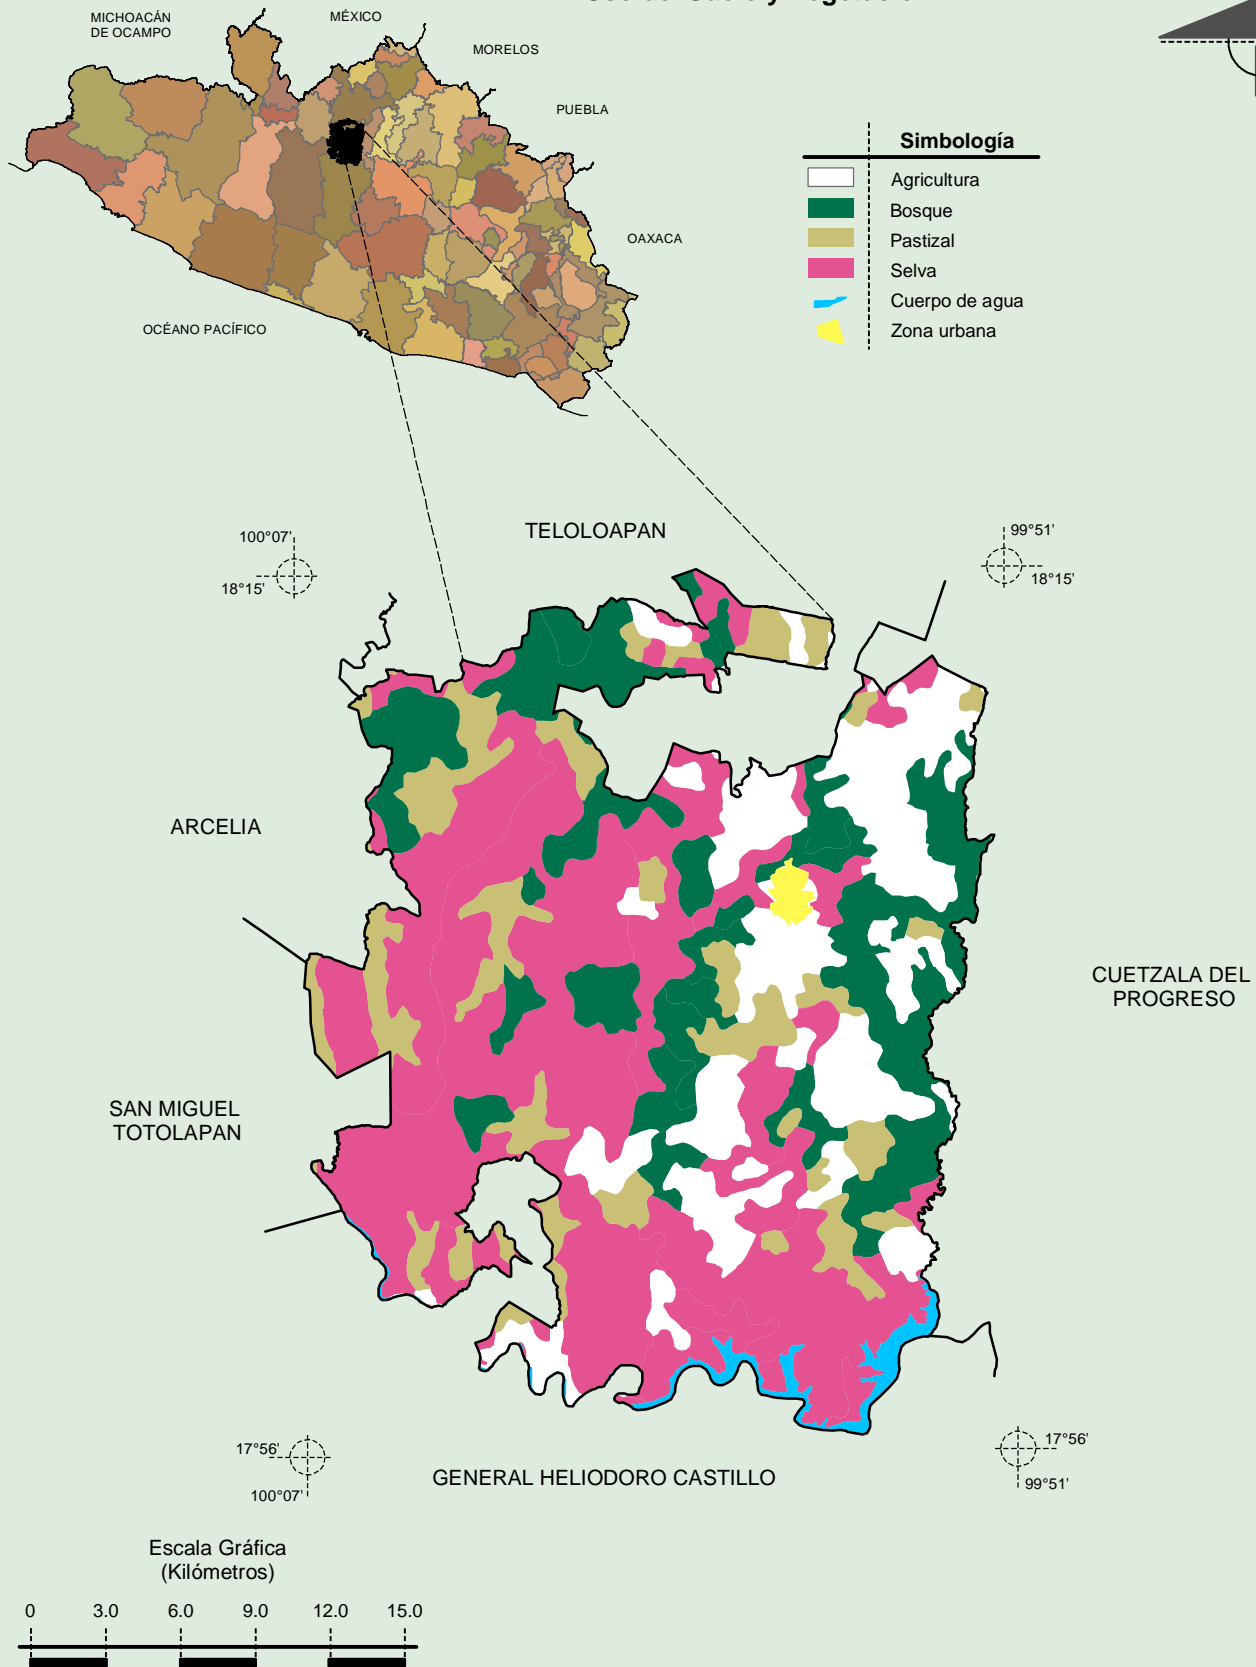 MICHOACÁN
DE OCAMPO
MÉXICO
MORELOS
PUEBLA
OAXACA
OCÉANO PACÍFICO
Simbología
Agricultura
Bosque
Pastizal
Selva
Cuerpo de agua
Zona urbana
100°07'
18°15'
TELOLOAPAN
99°51'
18°15'
ARCELIA
CUETZALA DEL
PROGRESO
SAN MIGUEL
TOTOLAPAN
17°56'
100°07'
GENERAL HELIODORO CASTILLO
17°56'
99°51'
Escala Gráfica
(Kilómetros)
0 3.0 6.0 9.0 12.0 15.0